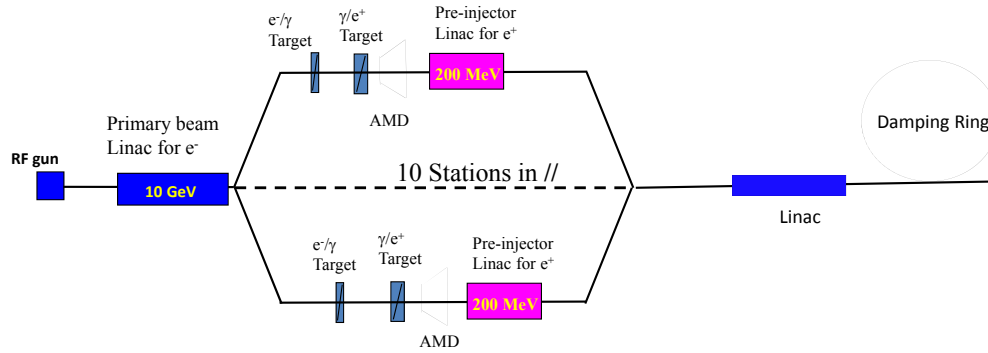 e⁻/γ
Target
γ/e⁺
Target
Pre-injector
Linac for e⁺
200 MeV
AMD
Primary beam
Linac for e⁻
RF gun
10 GeV
10 Stations in //
Damping Ring
Linac
e⁻/γ
Target
γ/e⁺
Target
Pre-injector
Linac for e⁺
200 MeV
AMD